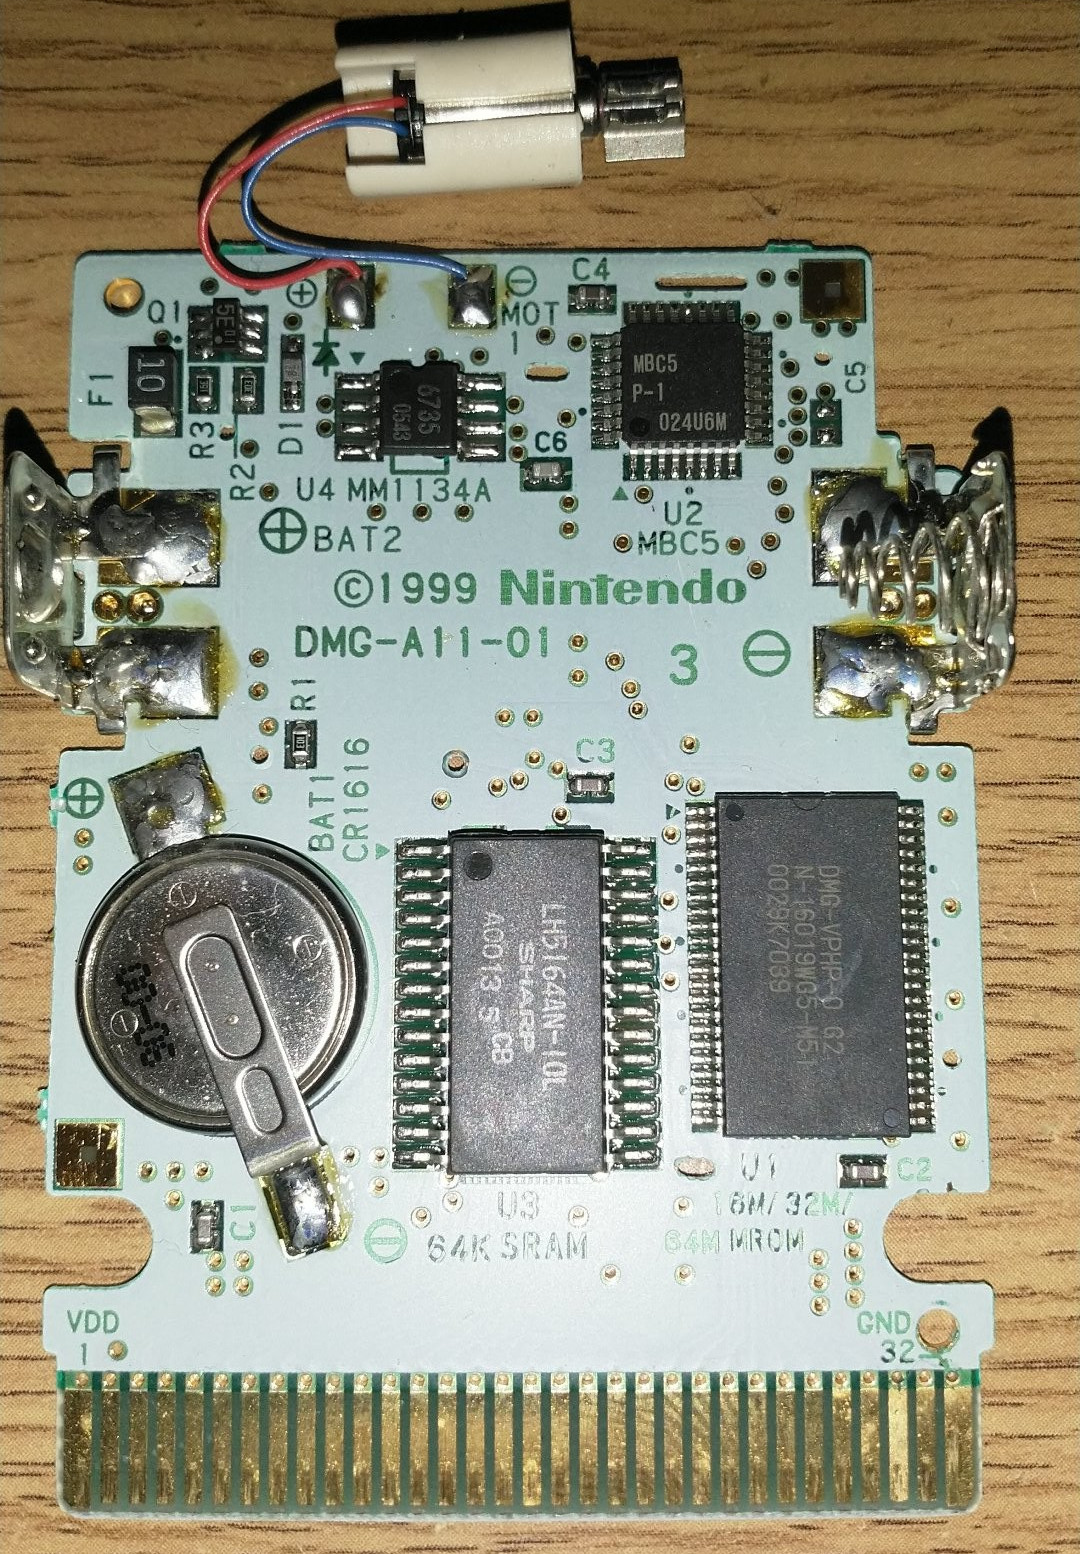 C4
Q1
5E
⊕
⊖
MOT
1
F1
10
MBC5
P-1
024U6M
C5
R3
R2
D1
6735
C6
U4 MM1134A
U2
MBC5
⊕BAT2
©1999 Nintendo
DMG-A11-01
3
⊖
R1
C3
⊕
BAT1
CR1616
LH5164AN-10L
SHARP
DMG-VPHP-0 G2
⊖
C1
U3
64K SRAM
U1
16M/32M/
64M MROM
C2
VDD
1
GND
32